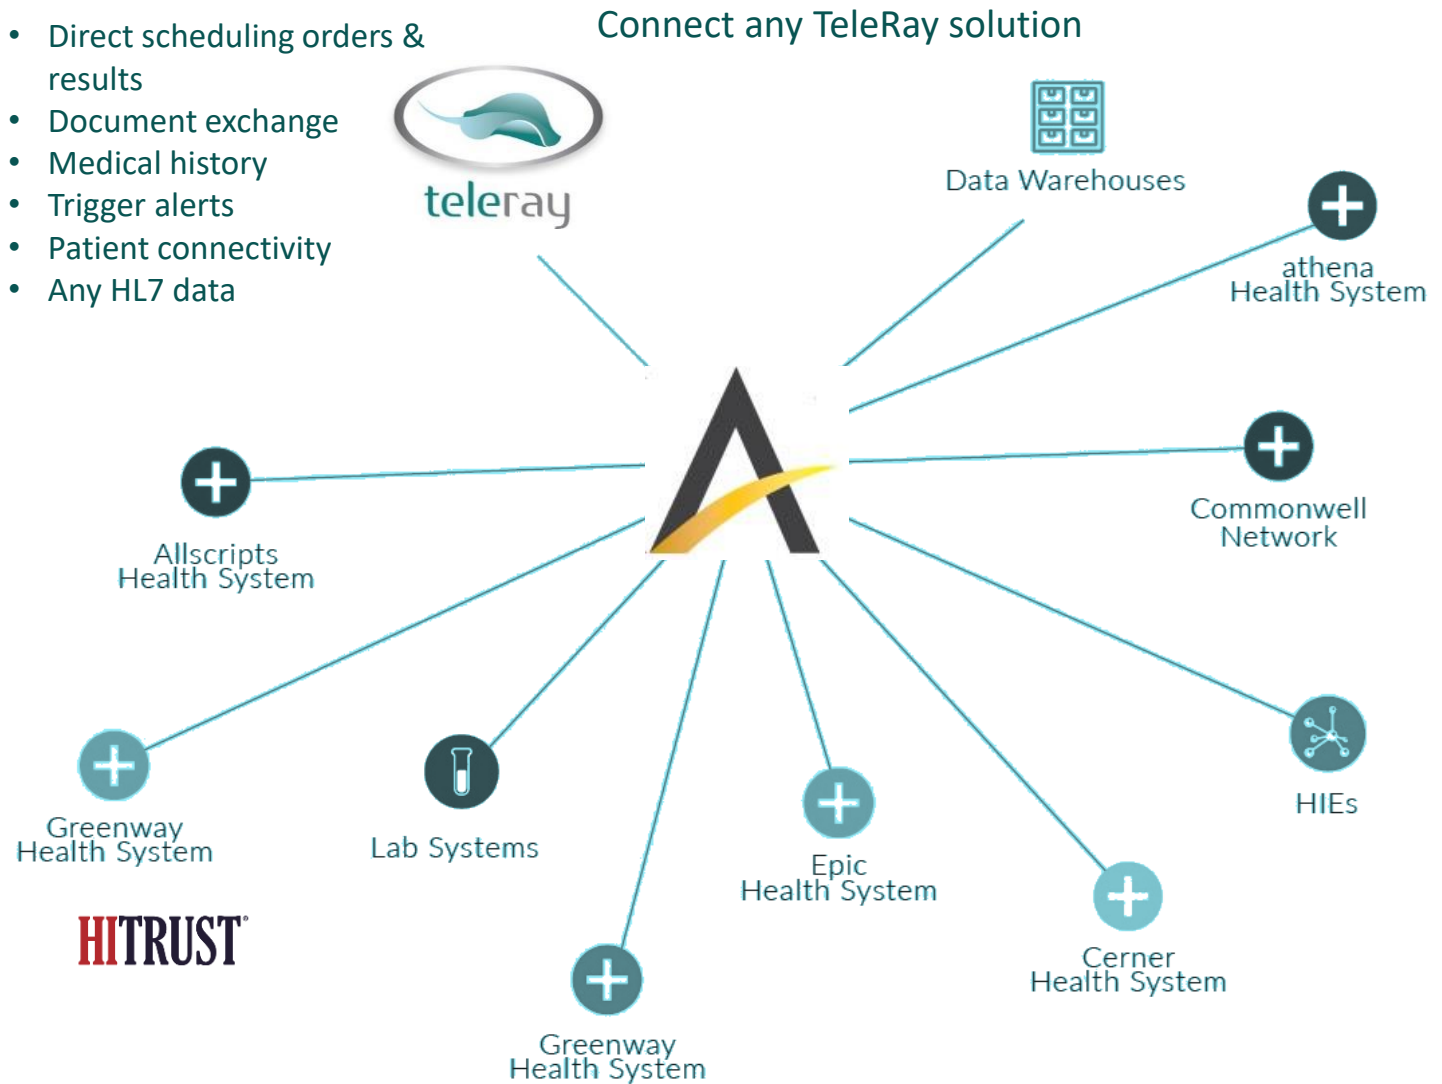 Connect any TeleRay solution
• Direct scheduling orders &
results
• Document exchange
• Medical history
• Trigger alerts
• Patient connectivity
• Any HL7 data
teleray
Data Warehouses
athena
Health System
Commonwell
Network
Allscripts
Health System
HIEs
Greenway
Health System
Lab Systems
Epic
Health System
Cerner
Health System
HITRUST®
Greenway
Health System